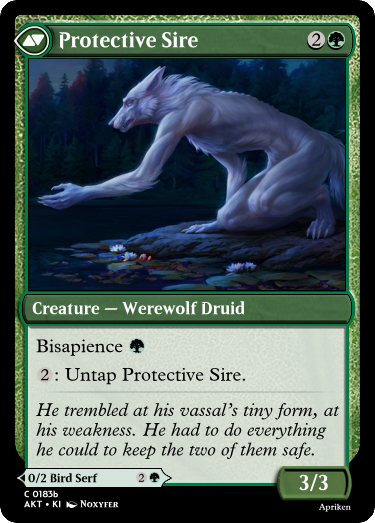 Protective Sire 2
Creature — Werewolf Druid
Bisapience
2: Untap Protective Sire.
He trembled at his vassal's tiny form, at
his weakness. He had to do everything
he could to keep the two of them safe.
0/2 Bird Serf 2
3/3
C 0183b
AKT • KI Noxyfer
Apriken